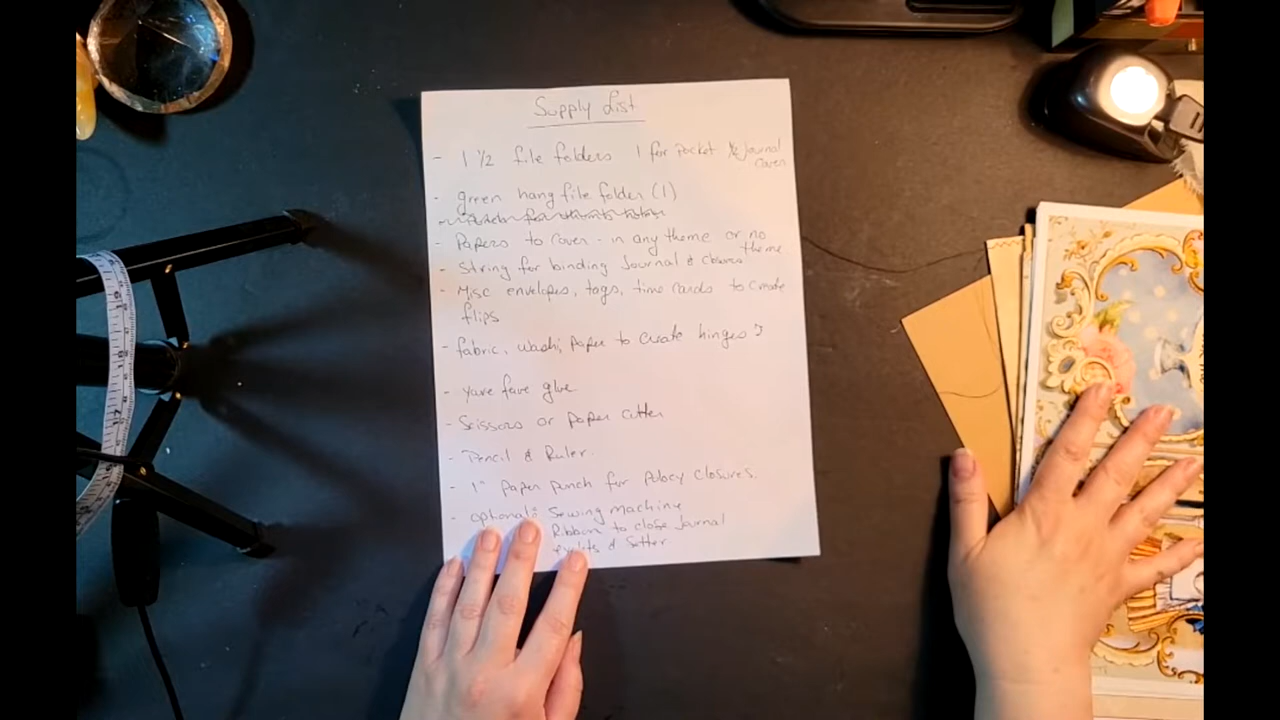 Supply List
- 1 1/2 file folders 1 for pocket 1/2 Journal
cover
- green hang file folder (1)
- Papers to cover - in any theme or no
theme
- String for binding Journal & closures
- Misc envelopes, tags, time cards to create
flips
- fabric, washi, paper to create hinges
- Your fave glue
- Scissors or paper cutter
- Pencil & Ruler.
- 1" paper punch for Policy closures.
- optional: Sewing machine
Ribbon to close Journal
eyelets & setter